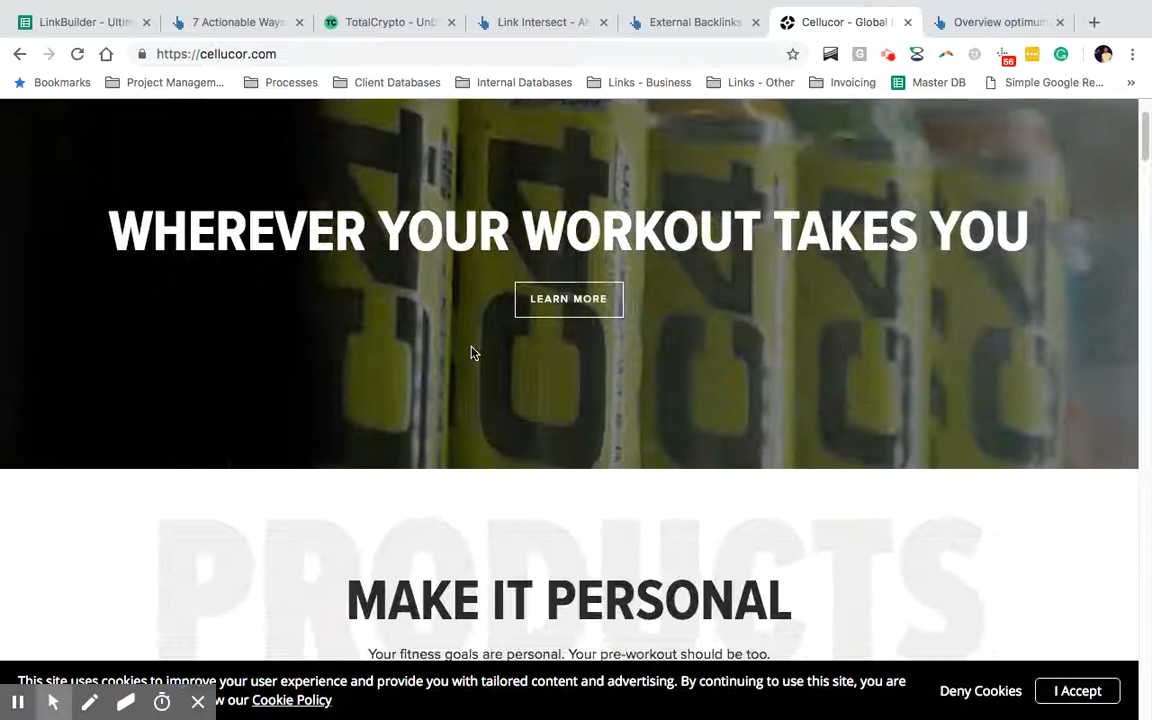 LinkBuilder - Ultim
7 Actionable Ways
TotalCrypto - Unb
Link Intersect - Ah
External Backlinks
Cellucor - Global L
Overview optimum
https://cellucor.com
56
Bookmarks
Project Managem...
Processes
Client Databases
Internal Databases
Links - Business
Links - Other
Invoicing
Master DB
Simple Google Re...
»
WHEREVER YOUR WORKOUT TAKES YOU
LEARN MORE
PRODUCTS
MAKE IT PERSONAL
Your fitness goals are personal. Your pre-workout should be too.
This site uses cookies to improve your user experience and provide you with tailored content and advertising. By continuing to use this site, you are
w our Cookie Policy
Deny Cookies
I Accept